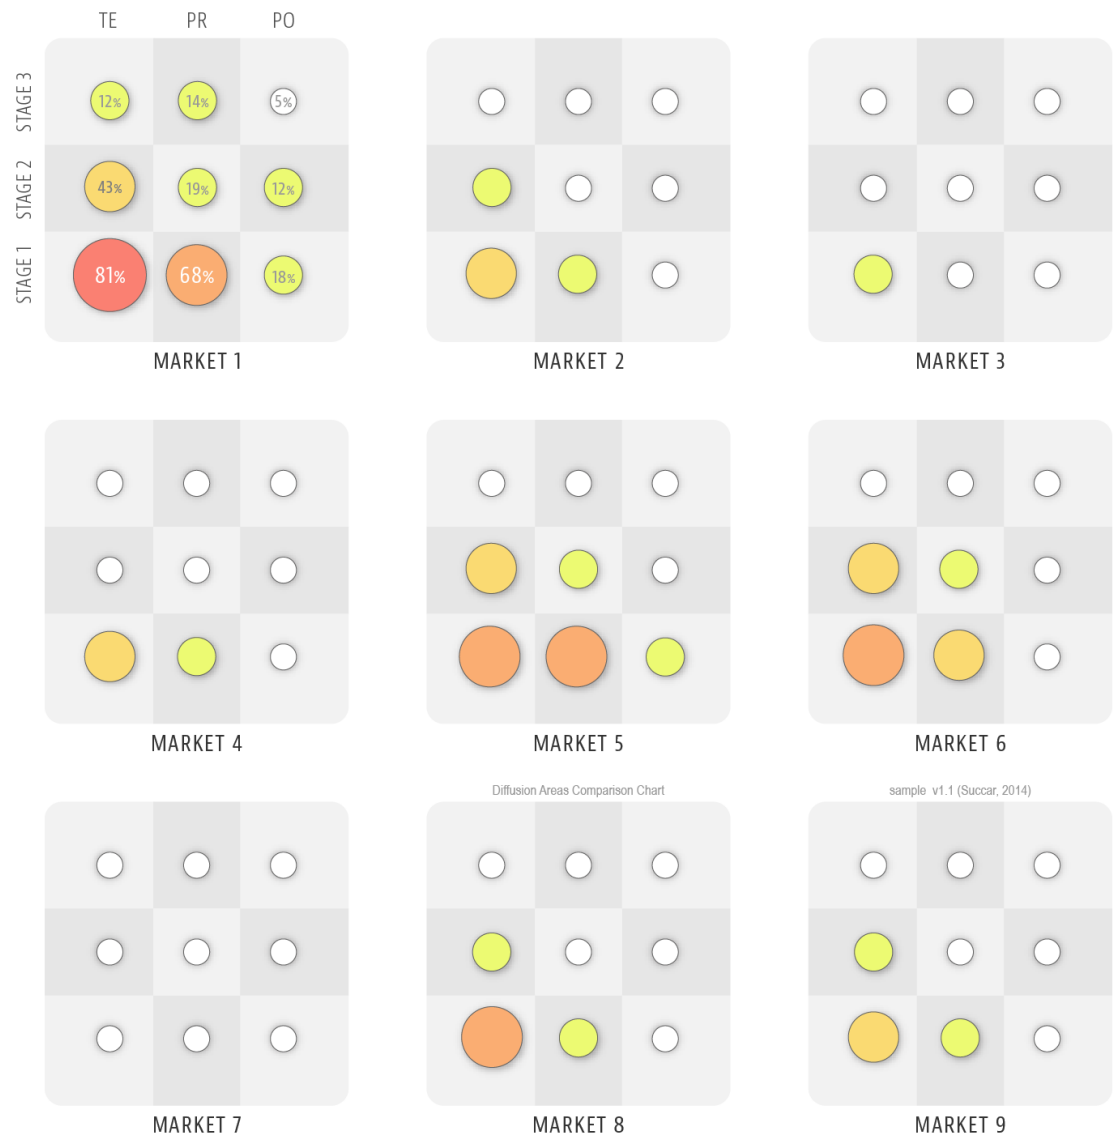 TE PR PO
STAGE 3
12% 14% 5%
STAGE 2
43% 19% 12%
STAGE 1
81% 68% 18%
MARKET 1 MARKET 2 MARKET 3
MARKET 4 MARKET 5 MARKET 6
Diffusion Areas Comparison Chart sample v1.1 (Succar, 2014)
MARKET 7 MARKET 8 MARKET 9